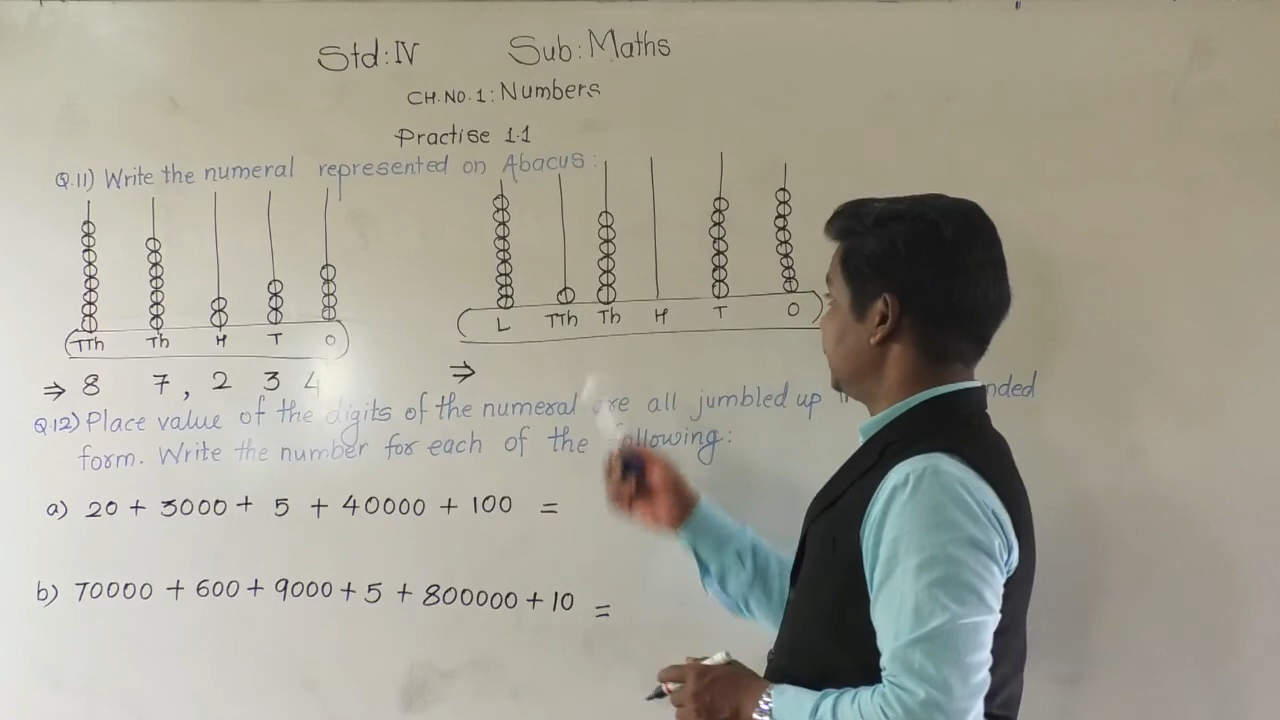 Std: IV Sub: Maths
CH. NO. 1: Numbers
Practise 1.1
Q.11) Write the numeral represented on Abacus:
TTh Th H T O
L TTh Th H T O
⇒ 8 7, 2 3 4
⇒
Q.12) Place value of the digits of the numeral are all jumbled up
form. Write the number for each of the following:
a) 20 + 3000 + 5 + 40000 + 100 =
b) 70000 + 600 + 9000 + 5 + 800000 + 10 =